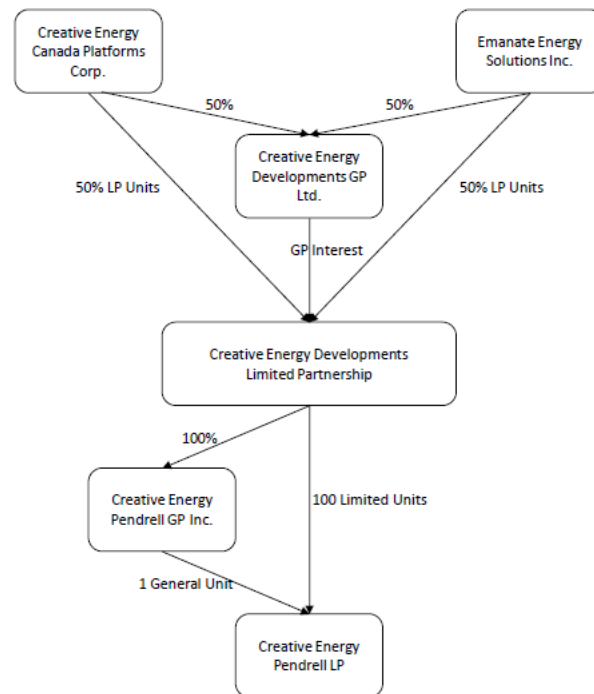 Creative Energy
Canada Platforms
Corp.
Emanate Energy
Solutions Inc.
50%
50%
Creative Energy
Developments GP
Ltd.
50% LP Units
50% LP Units
GP Interest
Creative Energy Developments
Limited Partnership
100%
Creative Energy
Pendrell GP Inc.
100 Limited Units
1 General Unit
Creative Energy
Pendrell LP